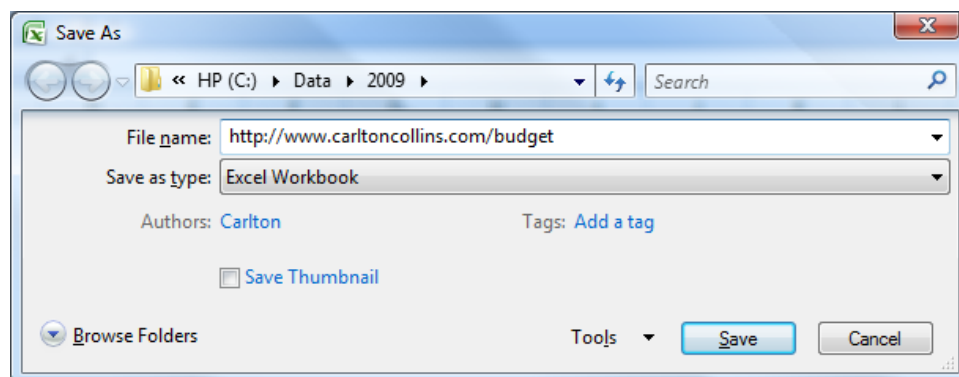 Save As
« HP (C:) ▸ Data ▸ 2009 ▸ Search
File name: http://www.carltoncollins.com/budget
Save as type: Excel Workbook
Authors: Carlton Tags: Add a tag
Save Thumbnail
Browse Folders Tools Save Cancel